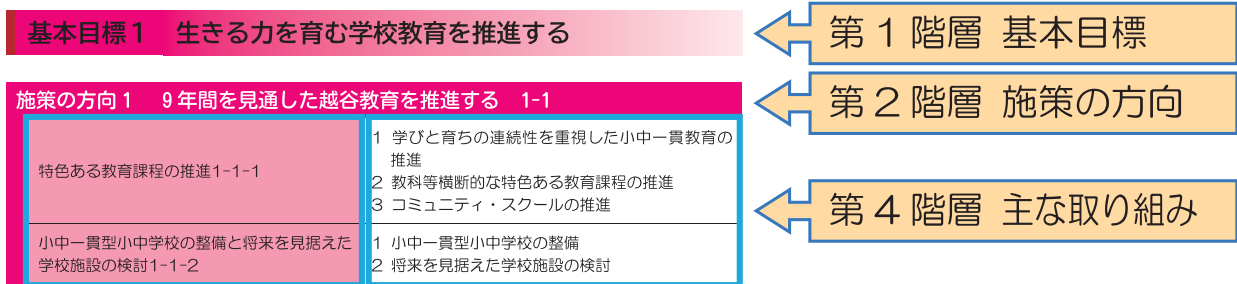 基本目標1 生きる力を育む学校教育を推進する
第1階層 基本目標
施策の方向1 9年間を見通した越谷教育を推進する 1-1
第2階層 施策の方向
特色ある教育課程の推進1-1-1
1 学びと育ちの連続性を重視した小中一貫教育の
推進
2 教科等横断的な特色ある教育課程の推進
3 コミュニティ・スクールの推進
第4階層 主な取り組み
小中一貫型小中学校の整備と将来を見据えた
学校施設の検討1-1-2
1 小中一貫型小中学校の整備
2 将来を見据えた学校施設の検討